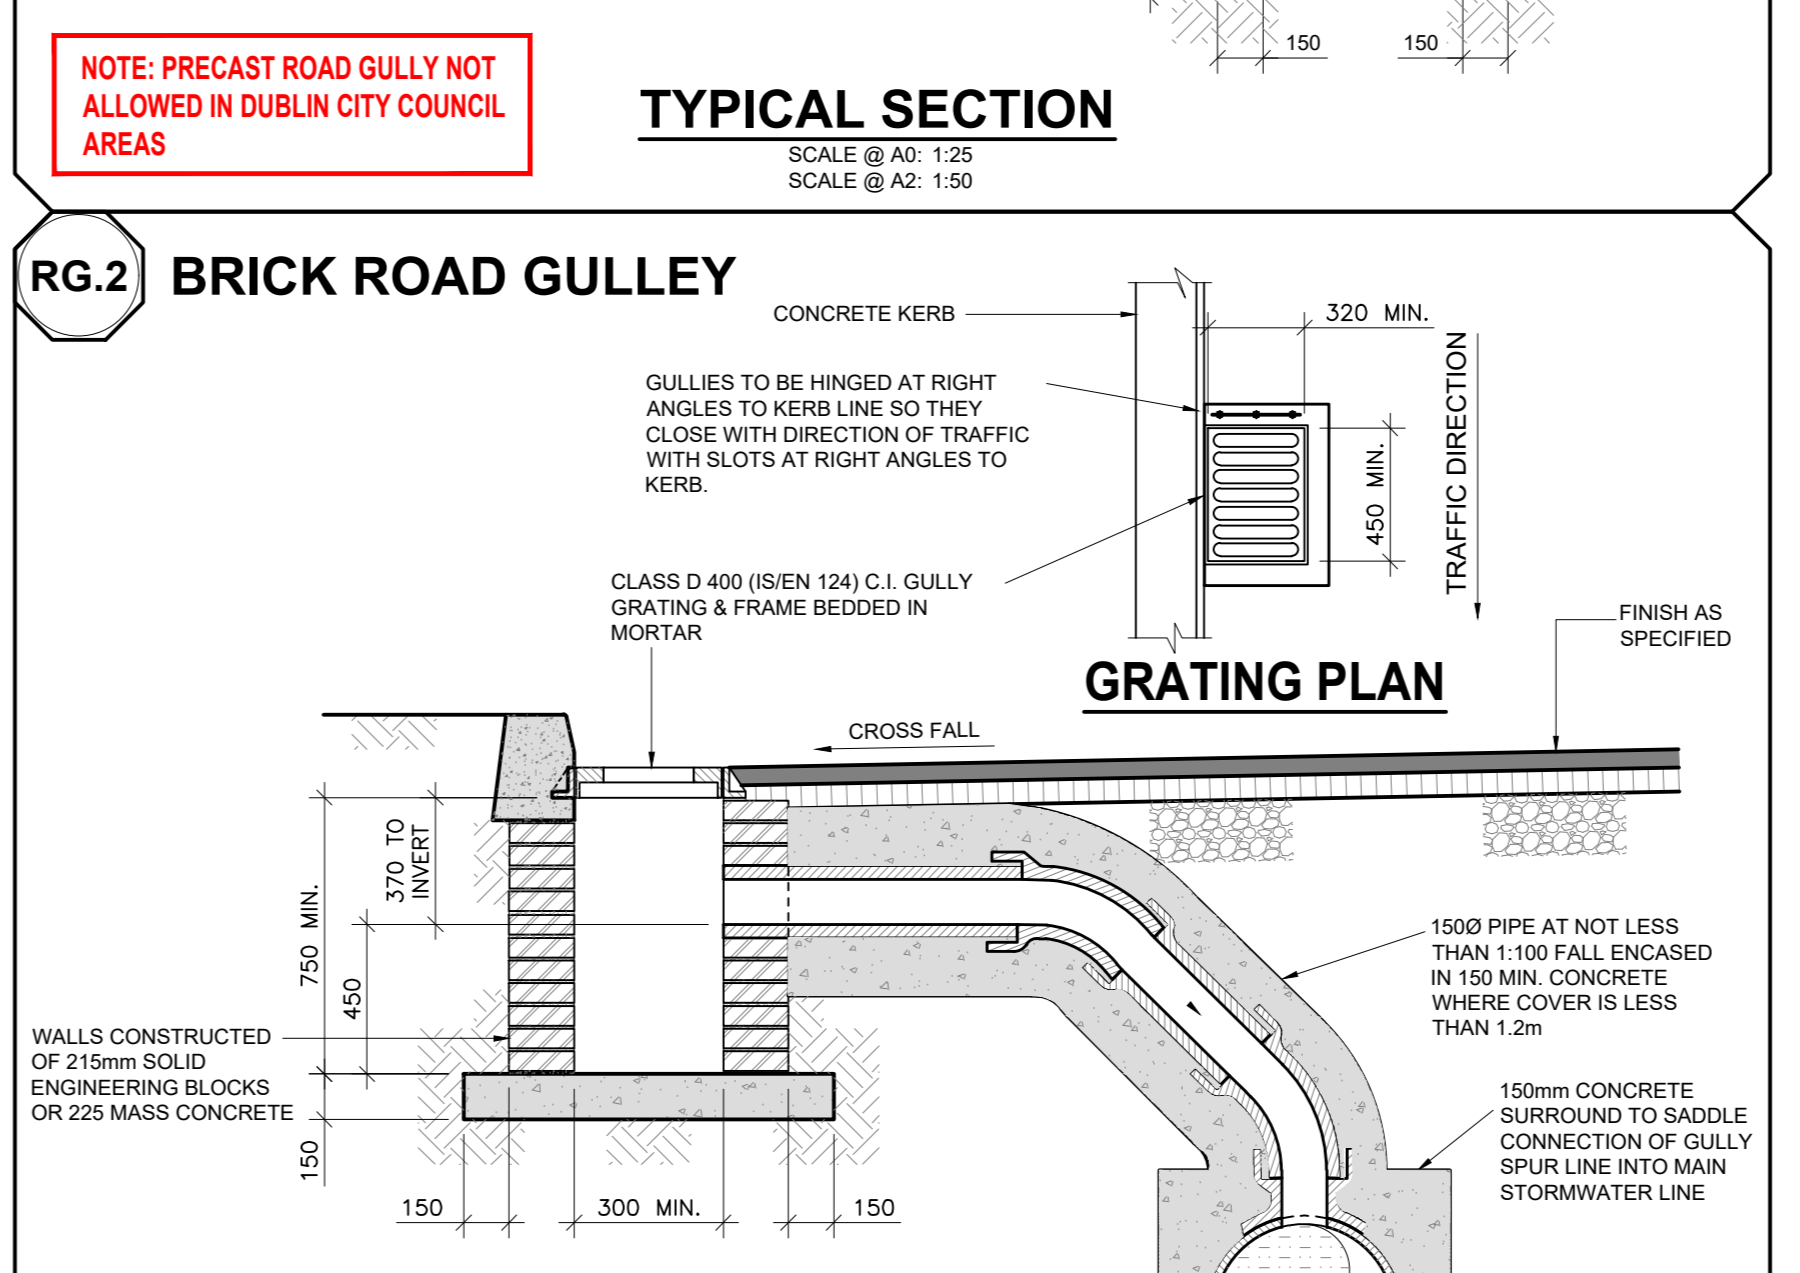 150
150
NOTE: PRECAST ROAD GULLY NOT
ALLOWED IN DUBLIN CITY COUNCIL
AREAS
TYPICAL SECTION
SCALE @ A0: 1:25
SCALE @ A2: 1:50
RG.2
BRICK ROAD GULLEY
CONCRETE KERB
320 MIN.
GULLIES TO BE HINGED AT RIGHT
ANGLES TO KERB LINE SO THEY
CLOSE WITH DIRECTION OF TRAFFIC
WITH SLOTS AT RIGHT ANGLES TO
KERB.
450 MIN.
TRAFFIC DIRECTION
CLASS D 400 (IS/EN 124) C.I. GULLY
GRATING & FRAME BEDDED IN
MORTAR
FINISH AS
SPECIFIED
GRATING PLAN
CROSS FALL
370 TO
INVERT
750 MIN.
450
150Ø PIPE AT NOT LESS
THAN 1:100 FALL ENCASED
IN 150 MIN. CONCRETE
WHERE COVER IS LESS
THAN 1.2m
WALLS CONSTRUCTED
OF 215mm SOLID
ENGINEERING BLOCKS
OR 225 MASS CONCRETE
150mm CONCRETE
SURROUND TO SADDLE
CONNECTION OF GULLY
SPUR LINE INTO MAIN
STORMWATER LINE
150
150
300 MIN.
150